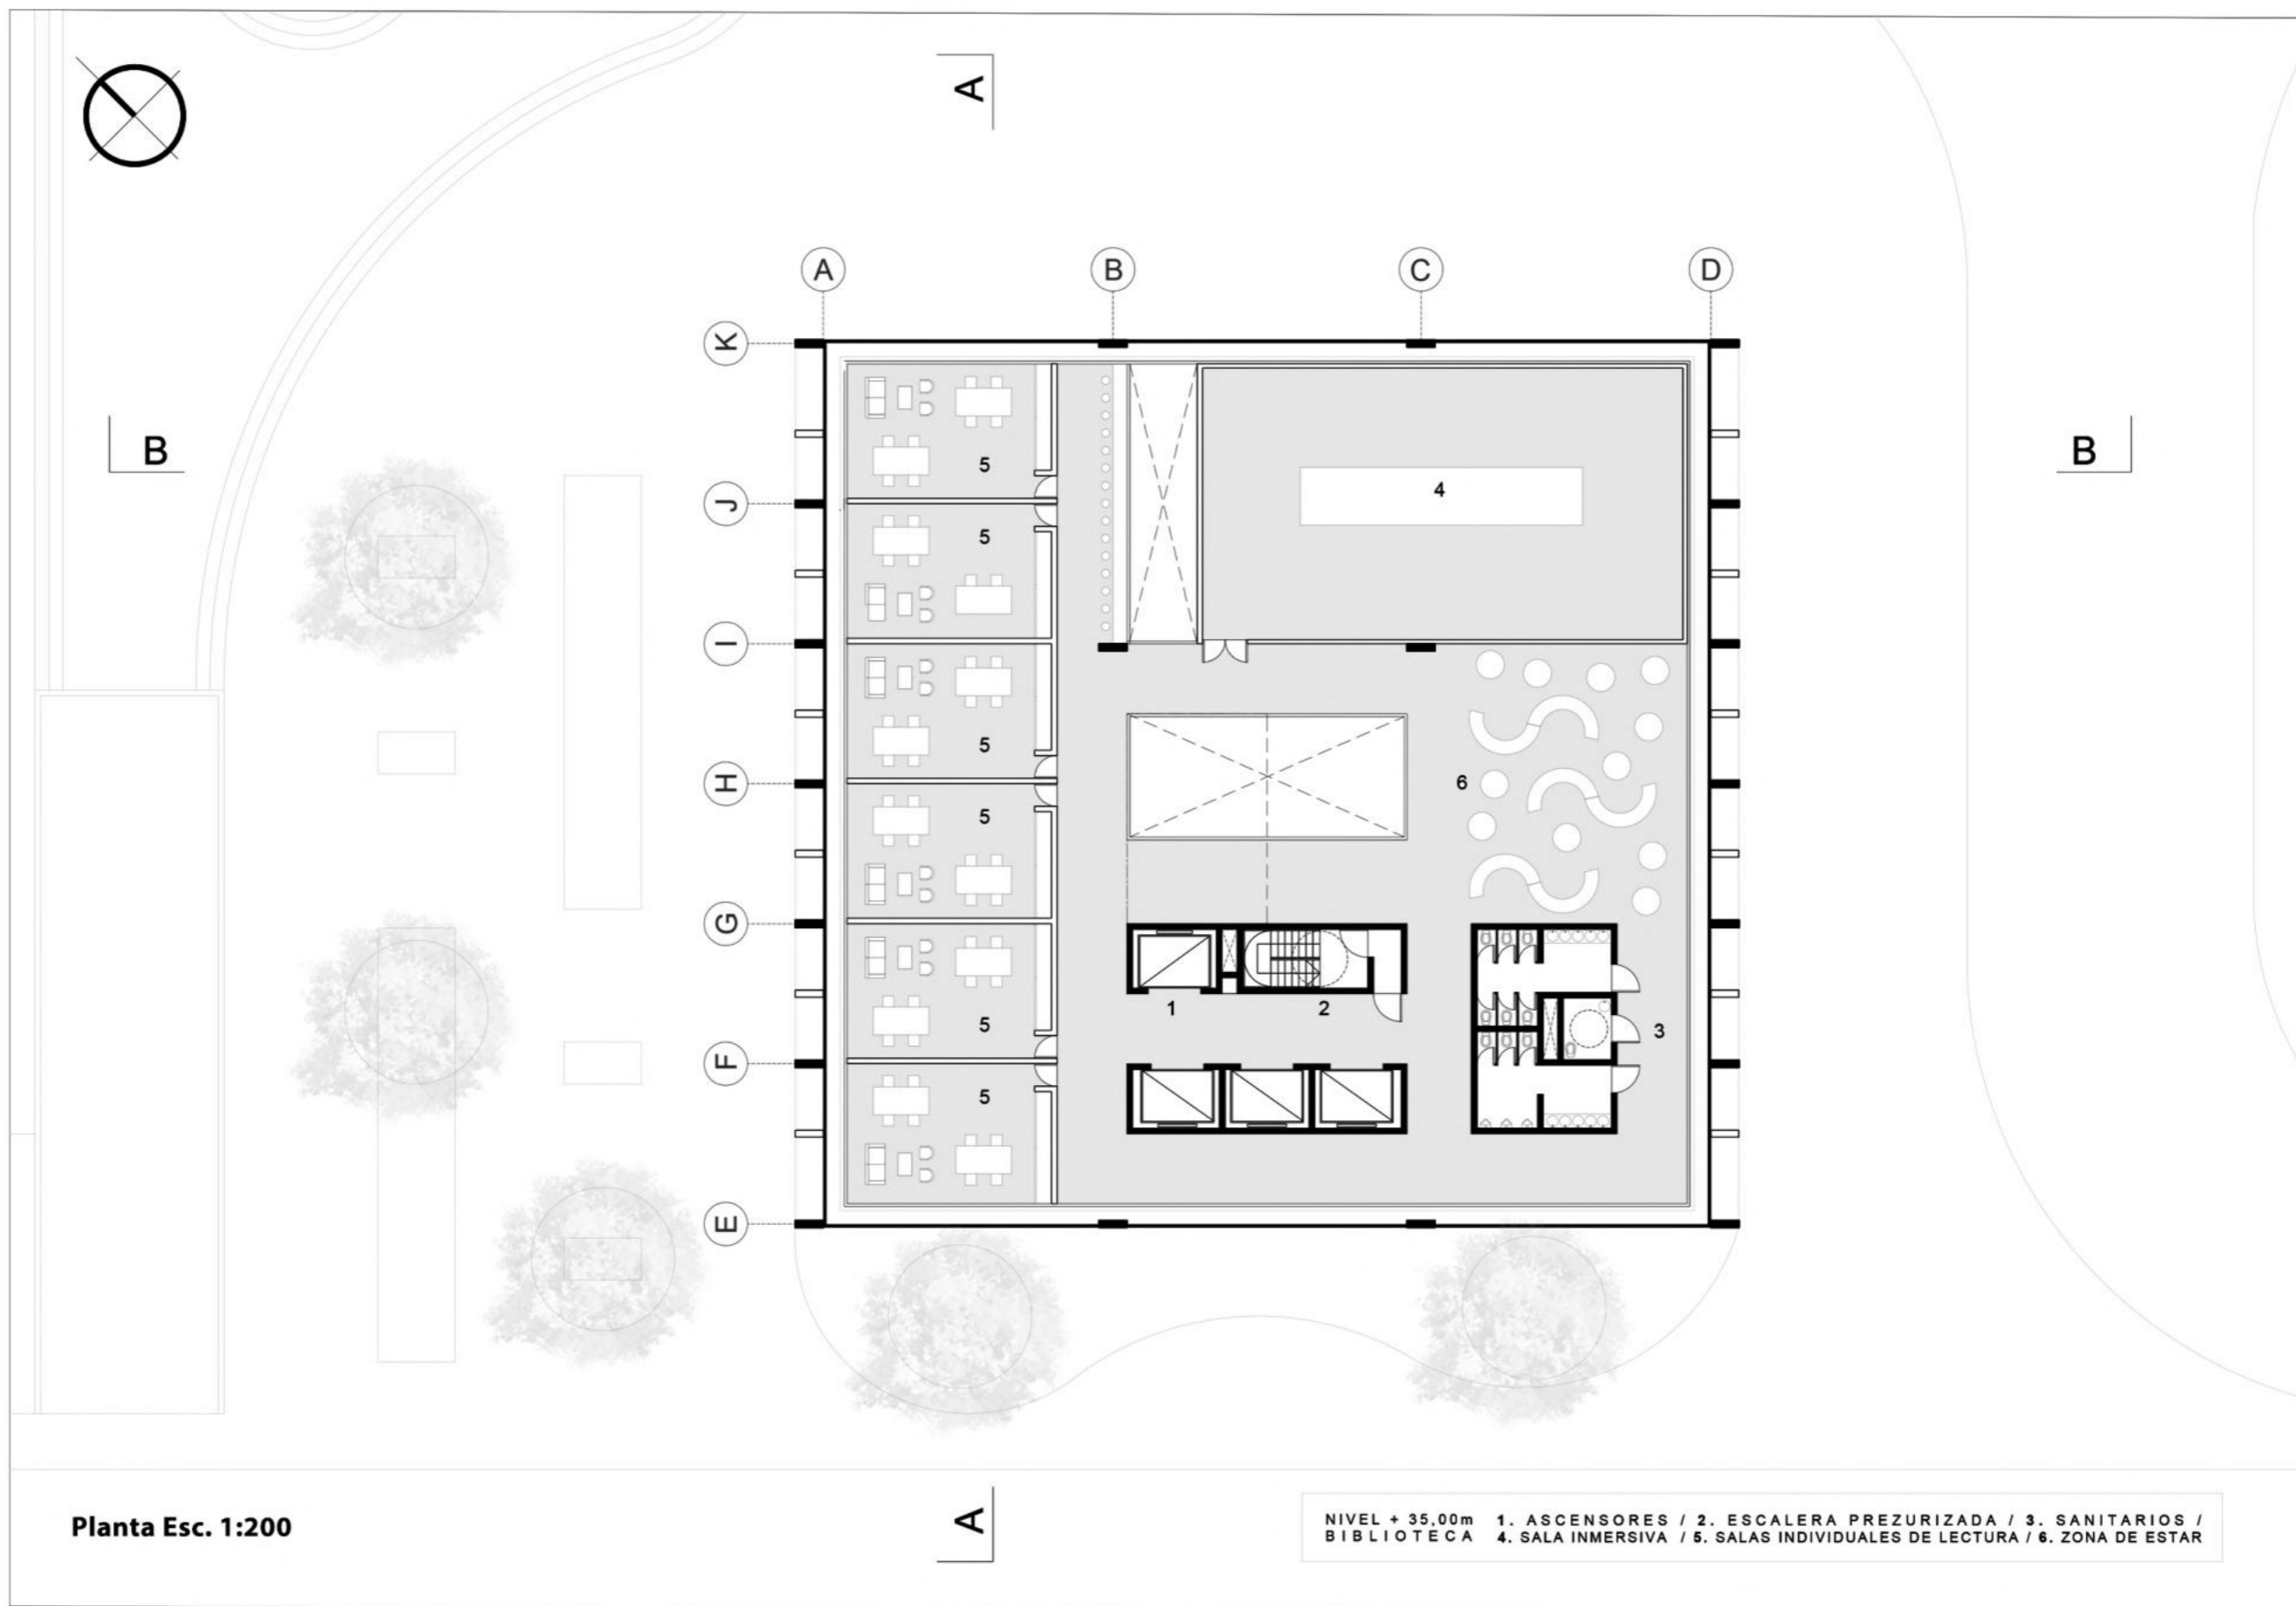 A
A B C D
K
B B
5
4
J
5
I
5
6
H
5
G
5
1 2
3
F
5
E
Planta Esc. 1:200
A
NIVEL + 35,00m 1. ASCENSORES / 2. ESCALERA PREZURIZADA / 3. SANITARIOS /
BIBLIOTECA 4. SALA INMERSIVA / 5. SALAS INDIVIDUALES DE LECTURA / 6. ZONA DE ESTAR